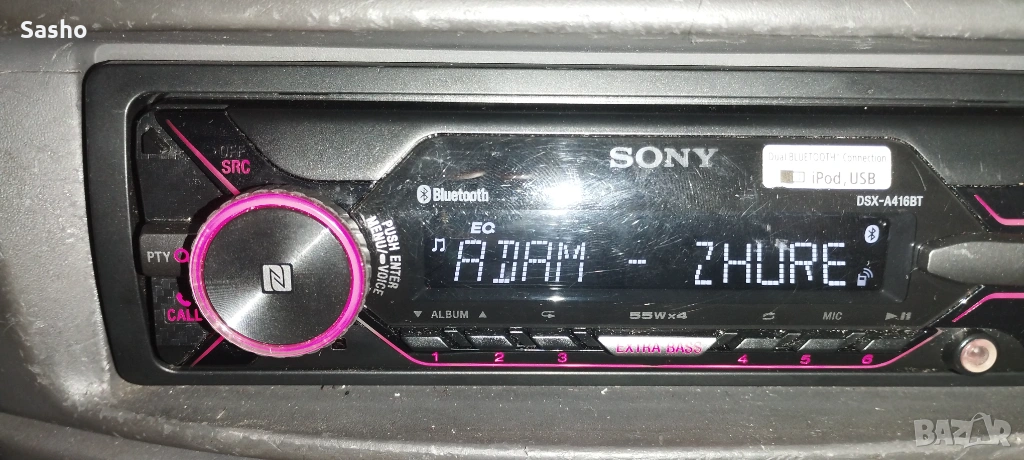 Sasho
OFF
SRC
SONY
Dual BLUETOOTH® Connection
iPod, USB
Bluetooth
DSX-A416BT
PUSH ENTER
MENU/ VOICE
EQ
PTY
ADAM - ZHURE
CALL
▼ ALBUM ▲
55W×4
MIC
1 2 3 EXTRA BASS 4 5 6
BAZAR